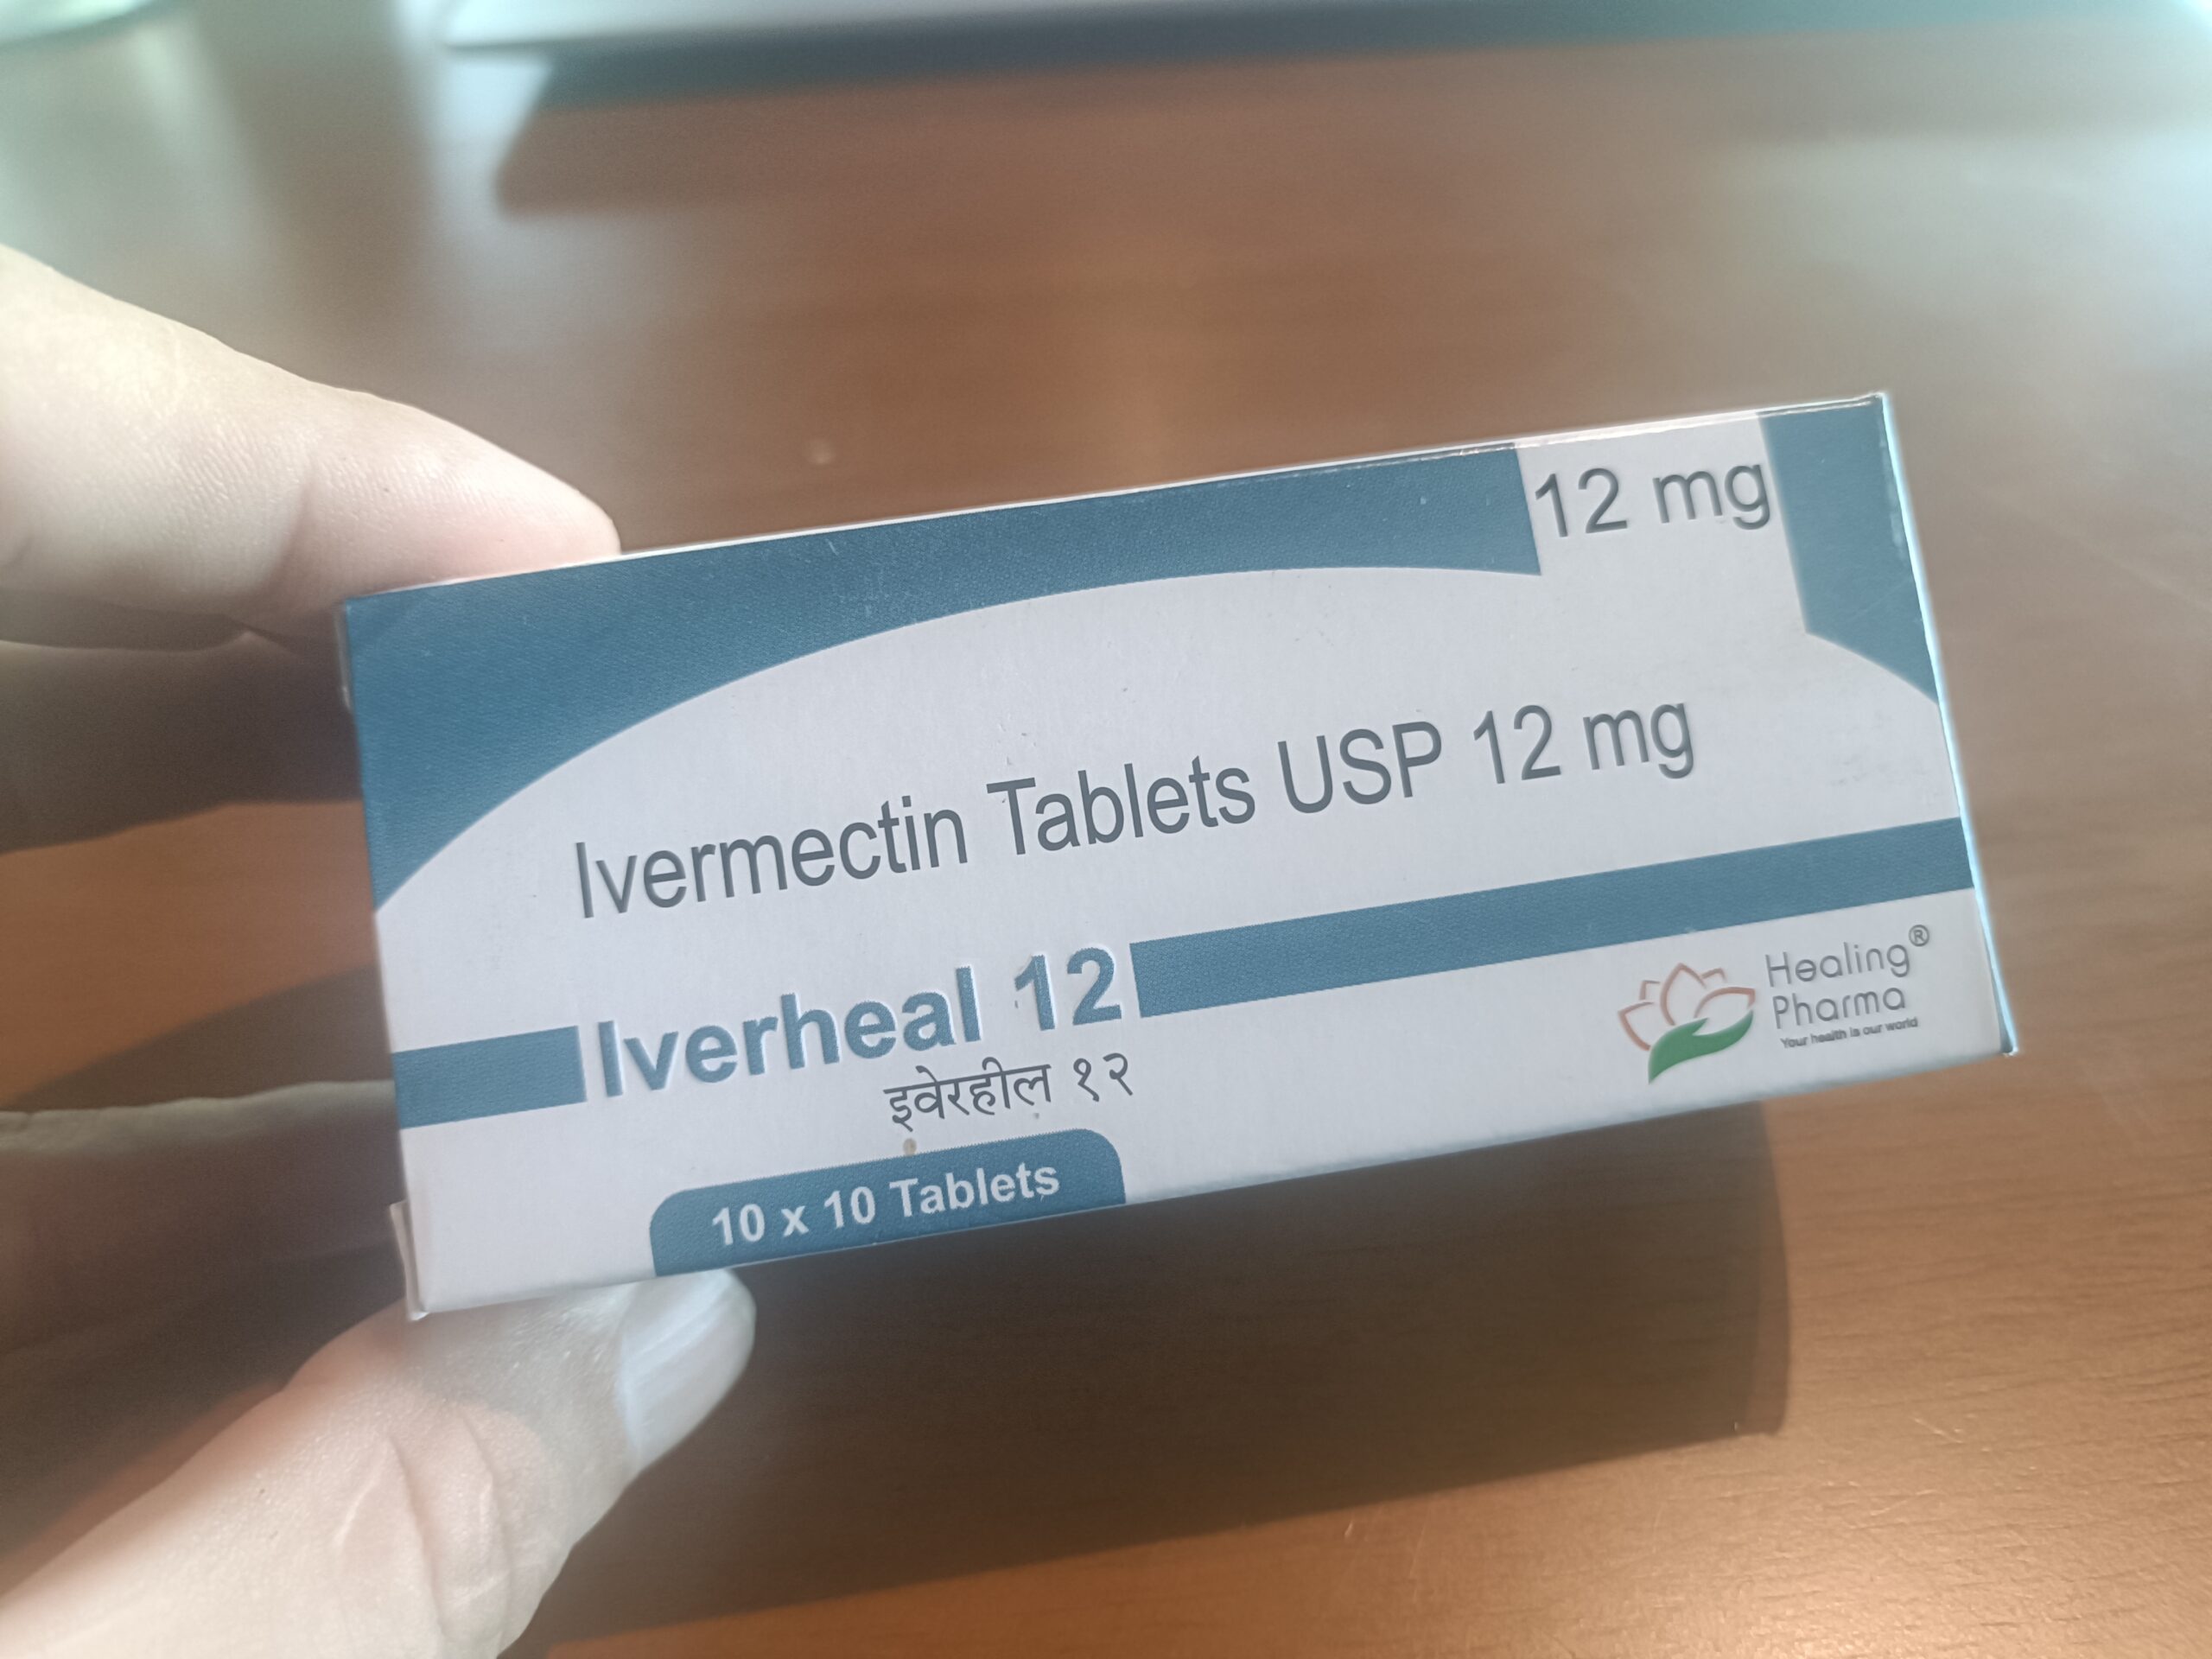 12 mg
Ivermectin Tablets USP 12 mg
Iverheal 12
इवेरहील १२
10 x 10 Tablets
Healing®
Pharma
Your health is our world